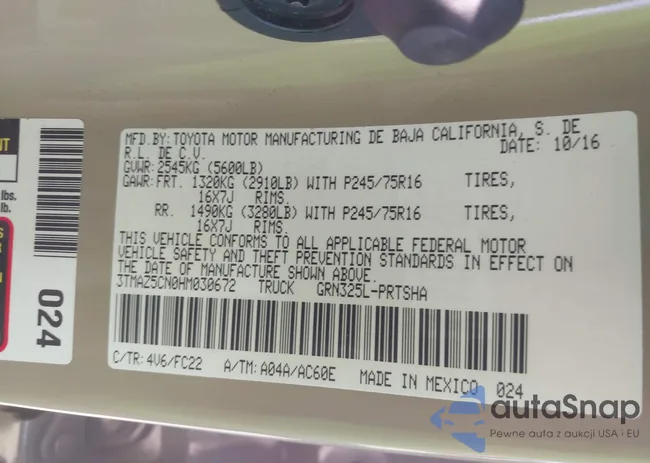 MFD.BY: TOYOTA MOTOR MANUFACTURING DE BAJA CALIFORNIA, S. DE
R.L. DE C.V. DATE: 10/16
GVWR: 2545KG (5600LB)
GAWR: FRT. 1320KG (2910LB) WITH P245/75R16 TIRES,
16X7J RIMS.
RR. 1490KG (3280LB) WITH P245/75R16 TIRES,
16X7J RIMS.
THIS VEHICLE CONFORMS TO ALL APPLICABLE FEDERAL MOTOR
VEHICLE SAFETY AND THEFT PREVENTION STANDARDS IN EFFECT ON
THE DATE OF MANUFACTURE SHOWN ABOVE.
3TMAZ5CN0HM030672 TRUCK GRN325L-PRTSHA
C/TR: 4V6/FC22 A/TM: A04A/AC60E MADE IN MEXICO 024
NT
lbs.
lb.
S
R
024
autaSnap
Pewne auta z aukcji USA i EU